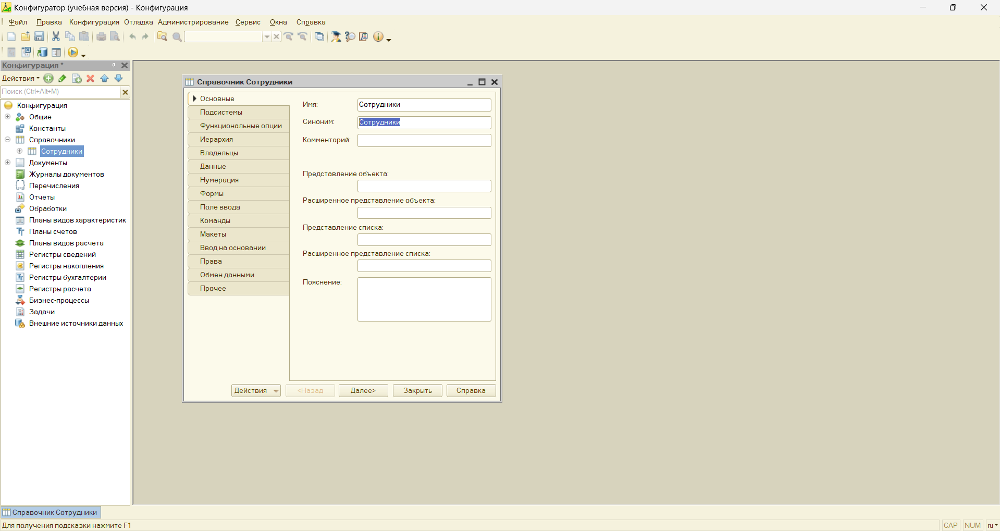 Конфигуратор (учебная версия) - Конфигурация
Файл Правка Конфигурация Отладка Администрирование Сервис Окна Справка
Конфигурация *
Действия
Поиск (Ctrl+Alt+M)
Конфигурация
Общие
Константы
Справочники
Сотрудники
Документы
Журналы документов
Перечисления
Отчеты
Обработки
Планы видов характеристик
Планы счетов
Планы видов расчета
Регистры сведений
Регистры накопления
Регистры бухгалтерии
Регистры расчета
Бизнес-процессы
Задачи
Внешние источники данных
Справочник Сотрудники
Основные
Подсистемы
Функциональные опции
Иерархия
Владельцы
Данные
Нумерация
Формы
Поле ввода
Команды
Макеты
Ввод на основании
Права
Обмен данными
Прочее
Имя: Сотрудники
Синоним: Сотрудники
Комментарий:
Представление объекта:
Расширенное представление объекта:
Представление списка:
Расширенное представление списка:
Пояснение:
Действия <Назад Далее> Закрыть Справка
Справочник Сотрудники
Для получения подсказки нажмите F1 CAP NUM ru